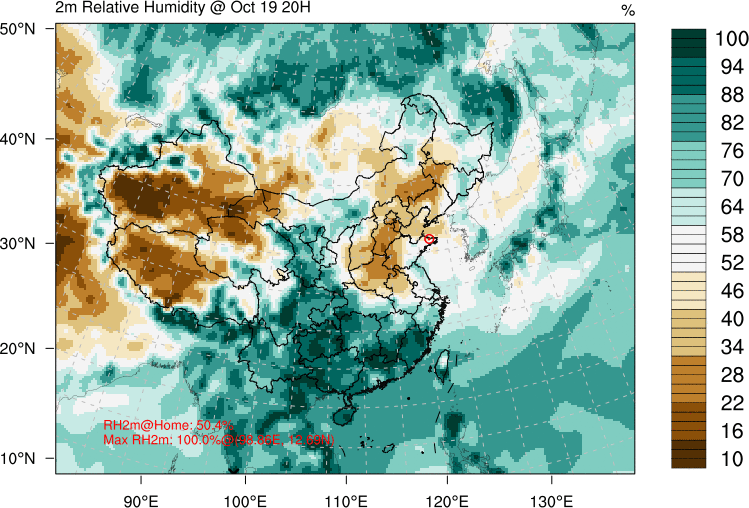 2m Relative Humidity @ Oct 19 20H
%
50°N
40°N
30°N
20°N
10°N
90°E
100°E
110°E
120°E
130°E
100
94
88
82
76
70
64
58
52
46
40
34
28
22
16
10
RH2m@Home: 50.4%
Max RH2m: 100.0%